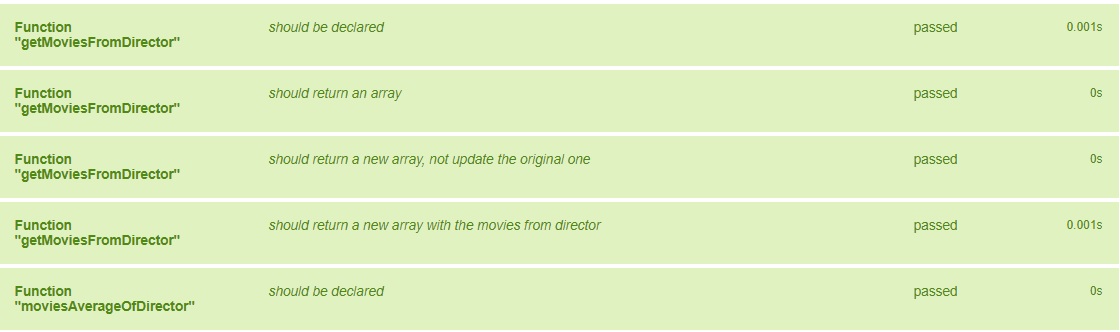 Function should be declared passed 0.001s
"getMoviesFromDirector"
Function should return an array passed 0s
"getMoviesFromDirector"
Function should return a new array, not update the original one passed 0s
"getMoviesFromDirector"
Function should return a new array with the movies from director passed 0.001s
"getMoviesFromDirector"
Function should be declared passed 0s
"moviesAverageOfDirector"